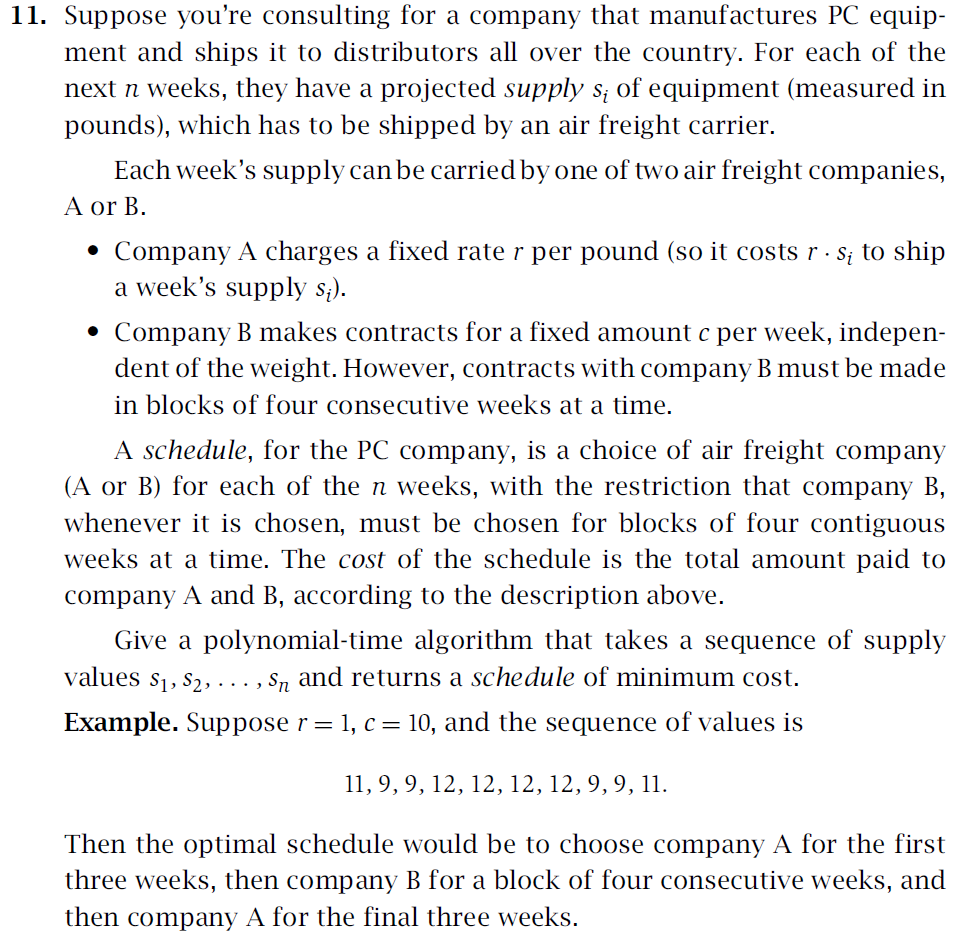 11. Suppose you're consulting for a company that manufactures PC equip-
ment and ships it to distributors all over the country. For each of the
next n weeks, they have a projected supply sᵢ of equipment (measured in
pounds), which has to be shipped by an air freight carrier.
Each week's supply can be carried by one of two air freight companies,
A or B.
• Company A charges a fixed rate r per pound (so it costs r · sᵢ to ship
a week's supply sᵢ).
• Company B makes contracts for a fixed amount c per week, indepen-
dent of the weight. However, contracts with company B must be made
in blocks of four consecutive weeks at a time.
A schedule, for the PC company, is a choice of air freight company
(A or B) for each of the n weeks, with the restriction that company B,
whenever it is chosen, must be chosen for blocks of four contiguous
weeks at a time. The cost of the schedule is the total amount paid to
company A and B, according to the description above.
Give a polynomial-time algorithm that takes a sequence of supply
values s₁, s₂, . . . , sₙ and returns a schedule of minimum cost.
Example. Suppose r = 1, c = 10, and the sequence of values is
11, 9, 9, 12, 12, 12, 12, 9, 9, 11.
Then the optimal schedule would be to choose company A for the first
three weeks, then company B for a block of four consecutive weeks, and
then company A for the final three weeks.